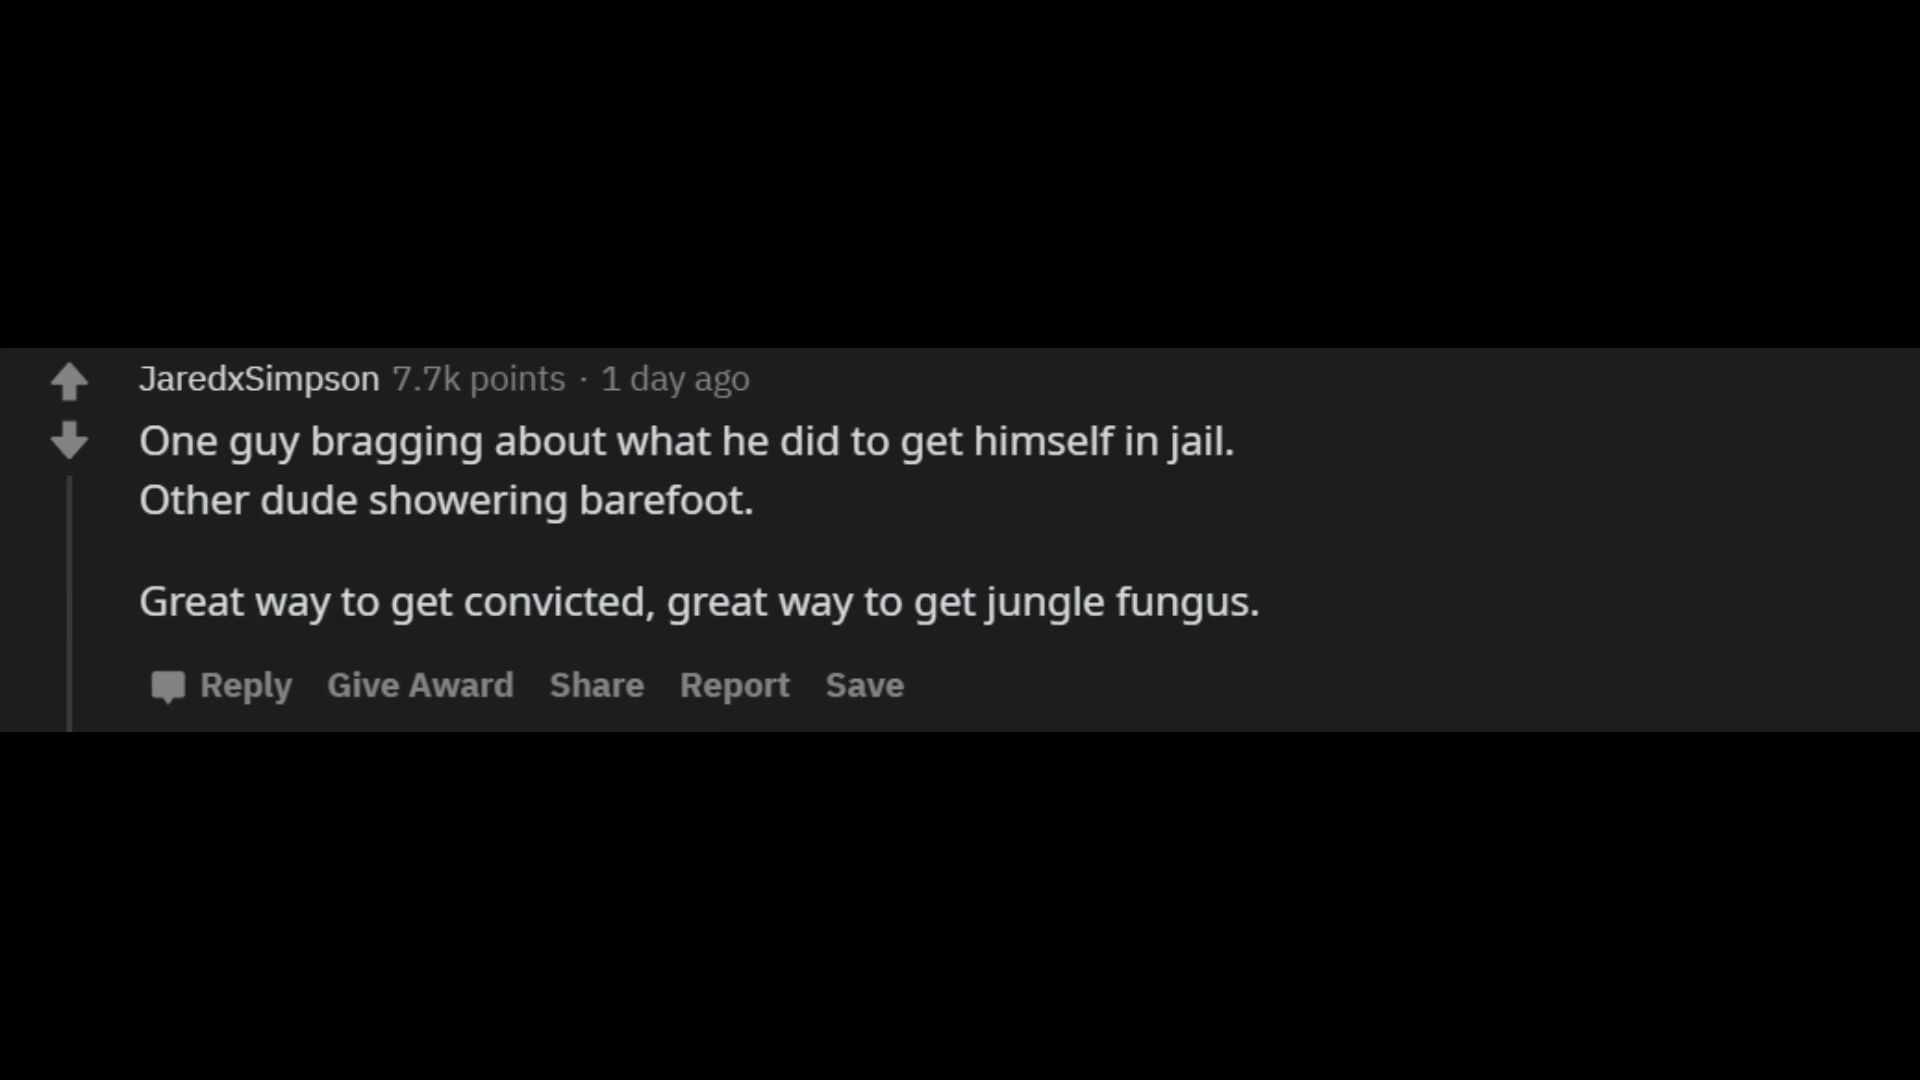 JaredxSimpson 7.7k points · 1 day ago
One guy bragging about what he did to get himself in jail.
Other dude showering barefoot.
Great way to get convicted, great way to get jungle fungus.
Reply Give Award Share Report Save